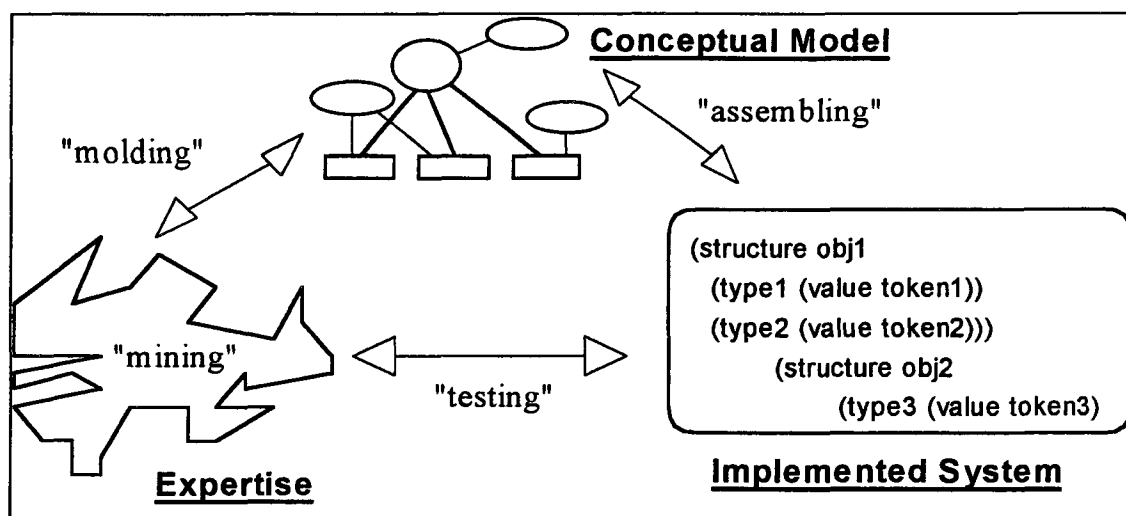 Conceptual Model
"assembling"
"molding"
(structure obj1
(type1 (value token1))
(type2 (value token2)))
(structure obj2
(type3 (value token3)
"mining"
"testing"
Expertise
Implemented System